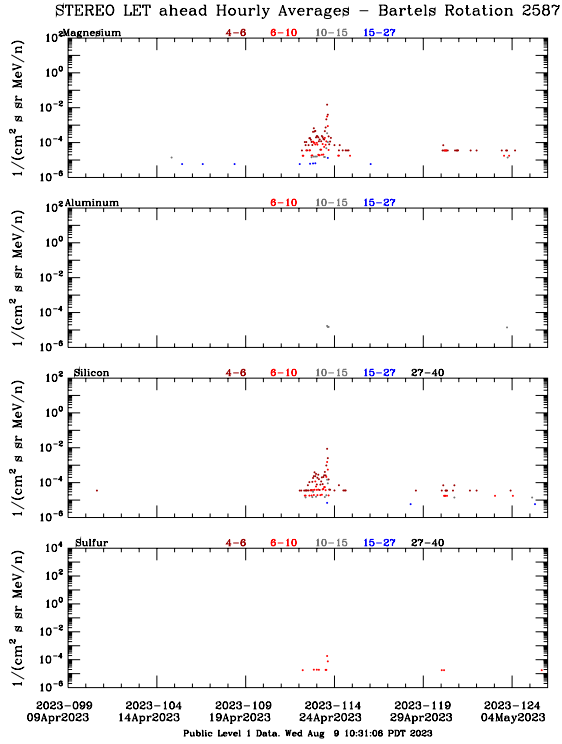 STEREO LET ahead Hourly Averages – Bartels Rotation 2587
Magnesium 4–6 6–10 10–15 15–27
10² 10⁰ 10⁻² 10⁻⁴ 10⁻⁶
1/(cm² s sr MeV/n)
Aluminum 6–10 10–15 15–27
10² 10⁰ 10⁻² 10⁻⁴ 10⁻⁶
1/(cm² s sr MeV/n)
Silicon 4–6 6–10 10–15 15–27 27–40
10² 10⁰ 10⁻² 10⁻⁴ 10⁻⁶
1/(cm² s sr MeV/n)
Sulfur 4–6 6–10 10–15 15–27 27–40
10⁴ 10² 10⁰ 10⁻² 10⁻⁴ 10⁻⁶
1/(cm² s sr MeV/n)
2023–099 2023–104 2023–109 2023–114 2023–119 2023–124
09Apr2023 14Apr2023 19Apr2023 24Apr2023 29Apr2023 04May2023
Public Level 1 Data. Wed Aug 9 10:31:06 PDT 2023